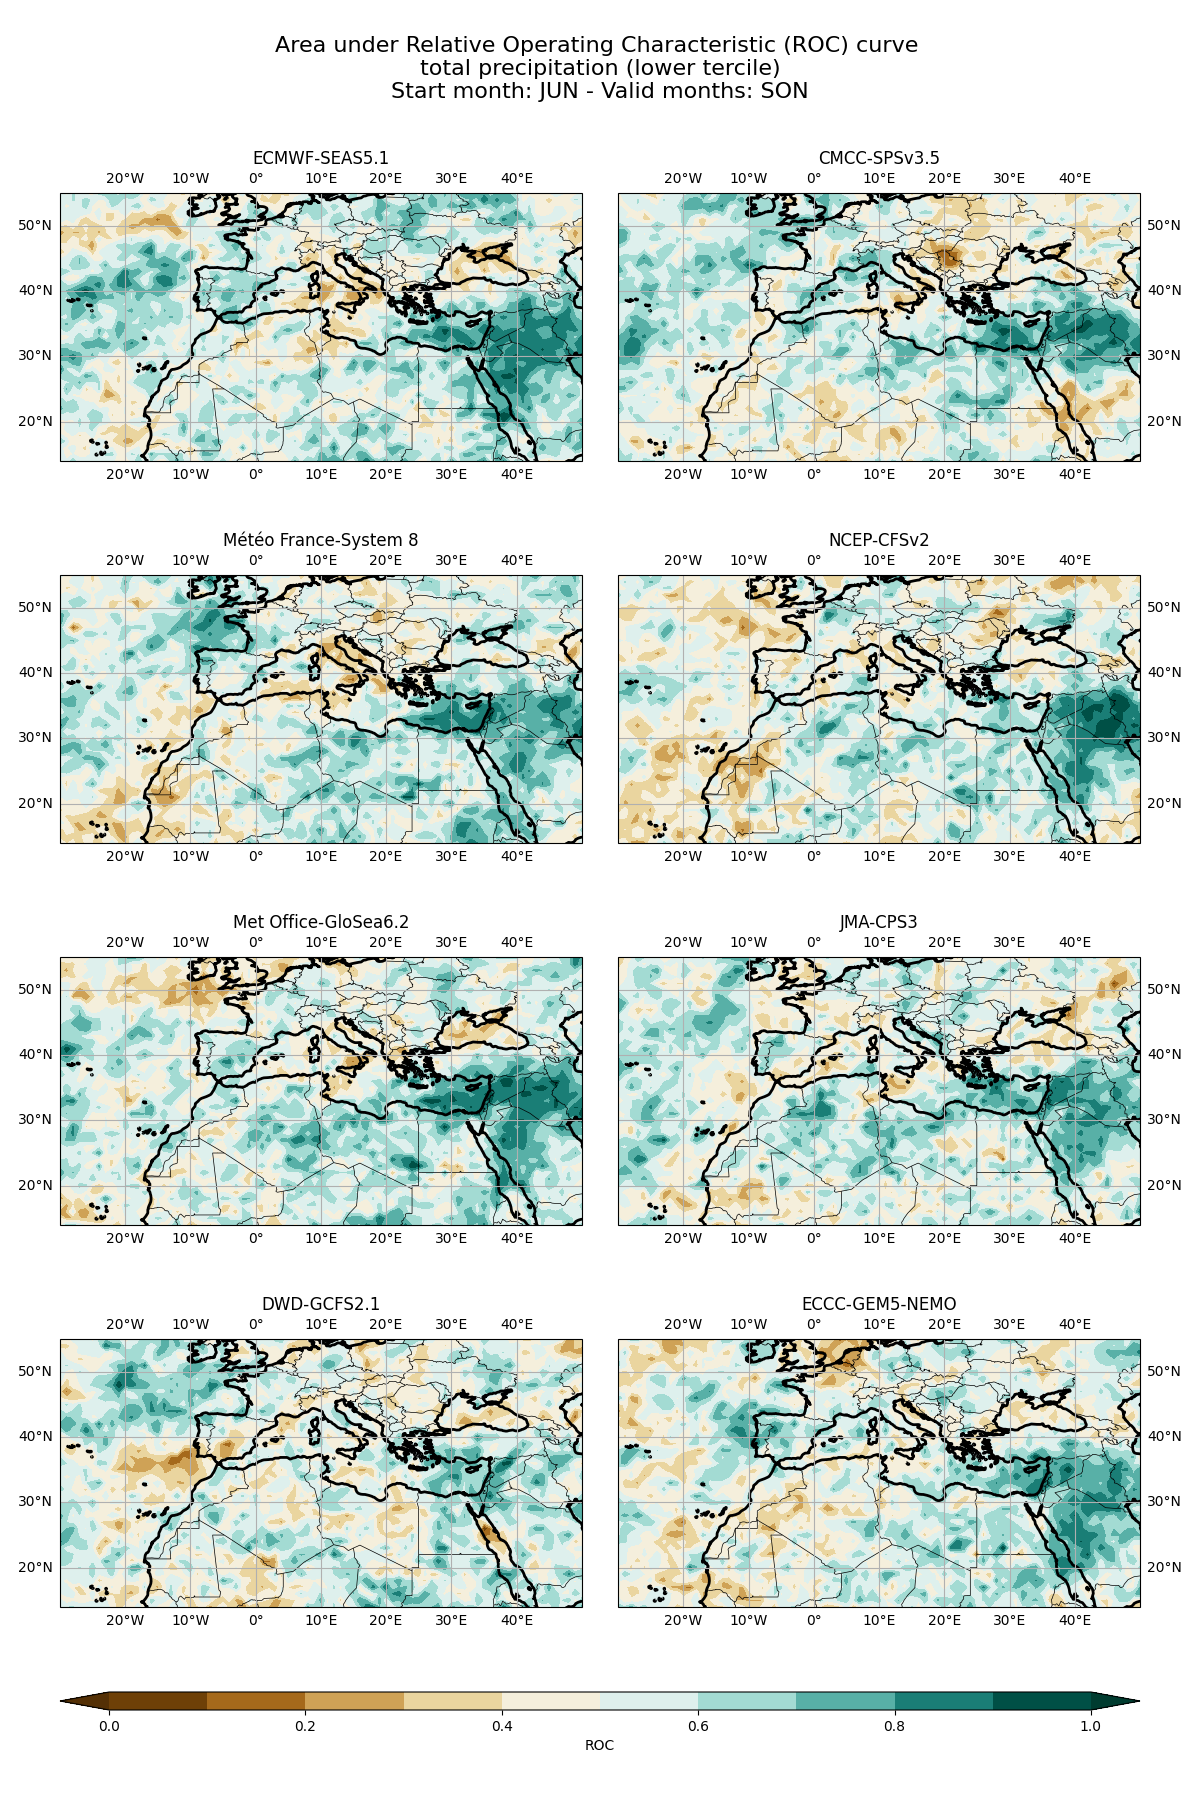 Area under Relative Operating Characteristic (ROC) curve
total precipitation (lower tercile)
Start month: JUN - Valid months: SON
ECMWF-SEAS5.1
20°W 10°W 0° 10°E 20°E 30°E 40°E
50°N
40°N
30°N
20°N
20°W 10°W 0° 10°E 20°E 30°E 40°E
CMCC-SPSv3.5
20°W 10°W 0° 10°E 20°E 30°E 40°E
50°N
40°N
30°N
20°N
20°W 10°W 0° 10°E 20°E 30°E 40°E
Météo France-System 8
20°W 10°W 0° 10°E 20°E 30°E 40°E
50°N
40°N
30°N
20°N
20°W 10°W 0° 10°E 20°E 30°E 40°E
NCEP-CFSv2
20°W 10°W 0° 10°E 20°E 30°E 40°E
50°N
40°N
30°N
20°N
20°W 10°W 0° 10°E 20°E 30°E 40°E
Met Office-GloSea6.2
20°W 10°W 0° 10°E 20°E 30°E 40°E
50°N
40°N
30°N
20°N
20°W 10°W 0° 10°E 20°E 30°E 40°E
JMA-CPS3
20°W 10°W 0° 10°E 20°E 30°E 40°E
50°N
40°N
30°N
20°N
20°W 10°W 0° 10°E 20°E 30°E 40°E
DWD-GCFS2.1
20°W 10°W 0° 10°E 20°E 30°E 40°E
50°N
40°N
30°N
20°N
20°W 10°W 0° 10°E 20°E 30°E 40°E
ECCC-GEM5-NEMO
20°W 10°W 0° 10°E 20°E 30°E 40°E
50°N
40°N
30°N
20°N
20°W 10°W 0° 10°E 20°E 30°E 40°E
0.0 0.2 0.4 0.6 0.8 1.0
ROC